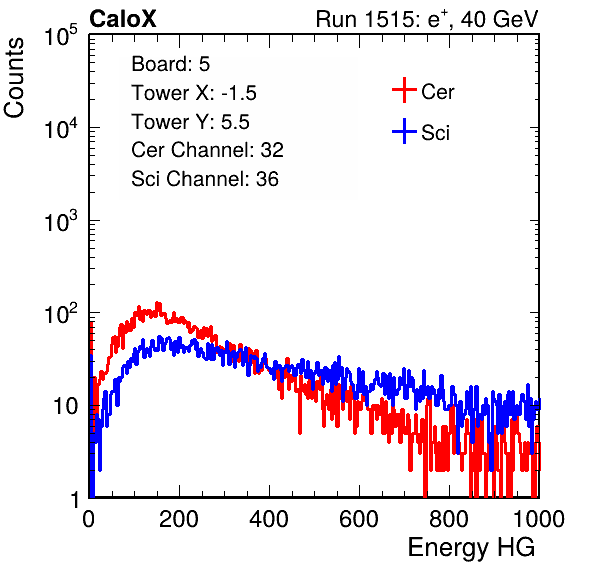 CaloX Run 1515: e⁺, 40 GeV
Counts
Board: 5
Tower X: -1.5
Tower Y: 5.5
Cer Channel: 32
Sci Channel: 36
Cer
Sci
10⁵
10⁴
10³
10²
10
1
0 200 400 600 800 1000
Energy HG